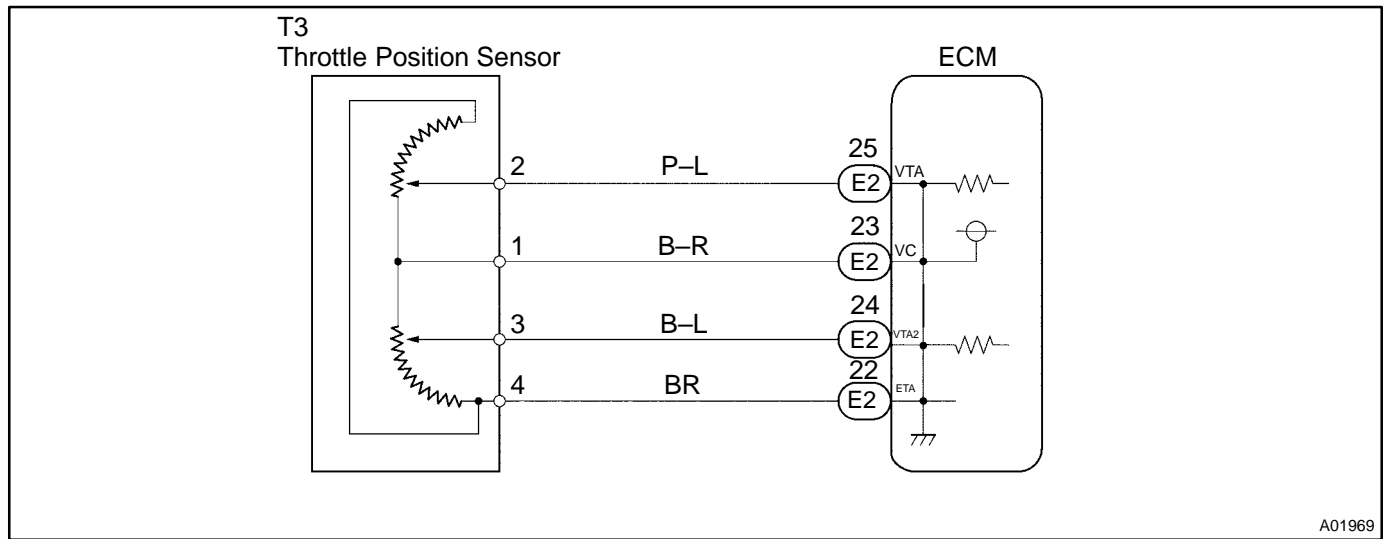 T3
Throttle Position Sensor
ECM
2 P–L 25 E2 VTA
1 B–R 23 E2 VC
3 B–L 24 E2 VTA2
4 BR 22 E2 ETA
A01969